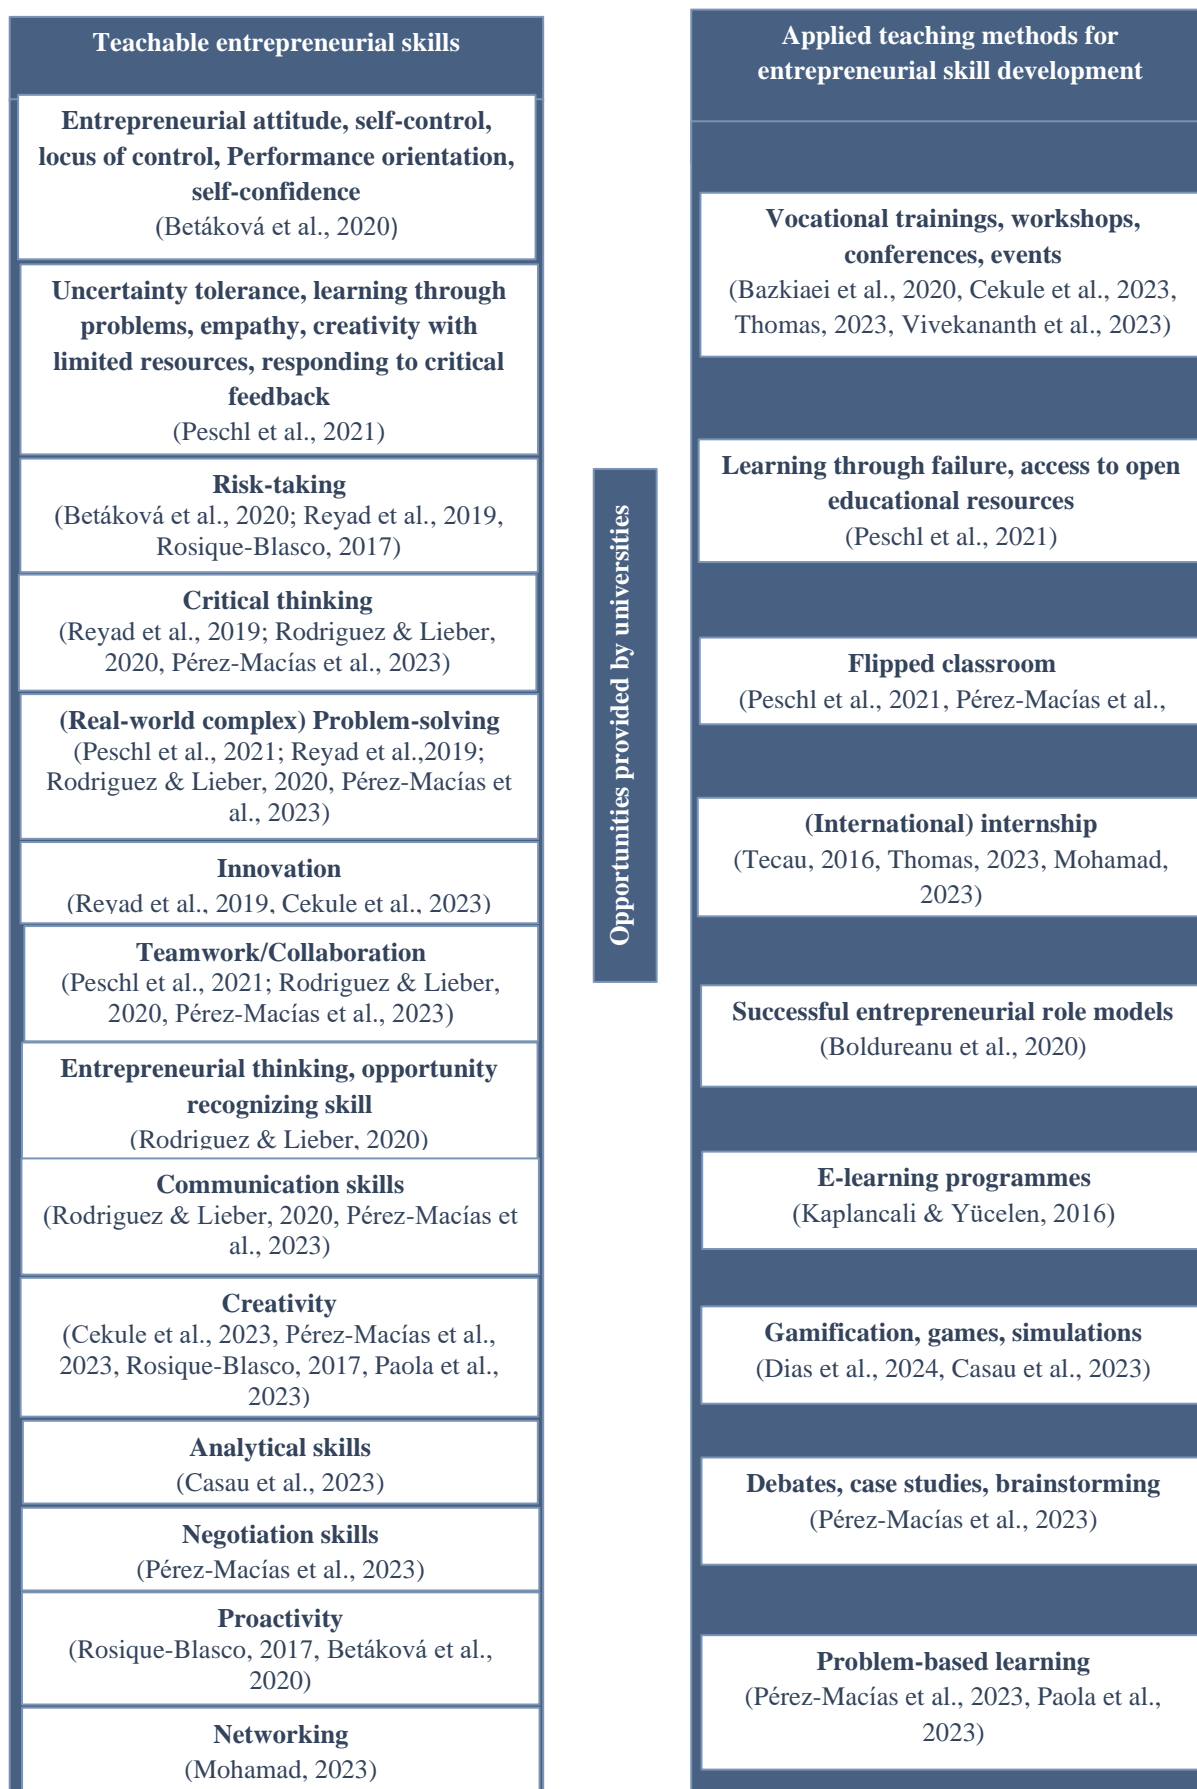 Teachable entrepreneurial skills
Entrepreneurial attitude, self-control,
locus of control, Performance orientation,
self-confidence
(Betáková et al., 2020)
Uncertainty tolerance, learning through
problems, empathy, creativity with
limited resources, responding to critical
feedback
(Peschl et al., 2021)
Risk-taking
(Betáková et al., 2020; Reyad et al., 2019,
Rosique-Blasco, 2017)
Critical thinking
(Reyad et al., 2019; Rodriguez & Lieber,
2020, Pérez-Macías et al., 2023)
(Real-world complex) Problem-solving
(Peschl et al., 2021; Reyad et al.,2019;
Rodriguez & Lieber, 2020, Pérez-Macías et
al., 2023)
Innovation
(Reyad et al., 2019, Cekule et al., 2023)
Teamwork/Collaboration
(Peschl et al., 2021; Rodriguez & Lieber,
2020, Pérez-Macías et al., 2023)
Entrepreneurial thinking, opportunity
recognizing skill
(Rodriguez & Lieber, 2020)
Communication skills
(Rodriguez & Lieber, 2020, Pérez-Macías et
al., 2023)
Creativity
(Cekule et al., 2023, Pérez-Macías et al.,
2023, Rosique-Blasco, 2017, Paola et al.,
2023)
Analytical skills
(Casau et al., 2023)
Negotiation skills
(Pérez-Macías et al., 2023)
Proactivity
(Rosique-Blasco, 2017, Betáková et al.,
2020)
Networking
(Mohamad, 2023)
Opportunities provided by universities
Applied teaching methods for
entrepreneurial skill development
Vocational trainings, workshops,
conferences, events
(Bazkiaei et al., 2020, Cekule et al., 2023,
Thomas, 2023, Vivekananth et al., 2023)
Learning through failure, access to open
educational resources
(Peschl et al., 2021)
Flipped classroom
(Peschl et al., 2021, Pérez-Macías et al.,
(International) internship
(Tecau, 2016, Thomas, 2023, Mohamad,
2023)
Successful entrepreneurial role models
(Boldureanu et al., 2020)
E-learning programmes
(Kaplancali & Yücelen, 2016)
Gamification, games, simulations
(Dias et al., 2024, Casau et al., 2023)
Debates, case studies, brainstorming
(Pérez-Macías et al., 2023)
Problem-based learning
(Pérez-Macías et al., 2023, Paola et al.,
2023)